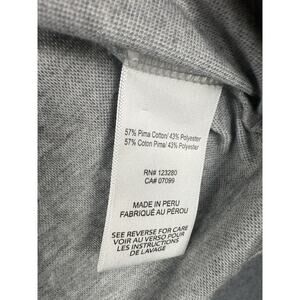 57% Pima Cotton/ 43% Polyester
57% Coton Pima/ 43% Polyester
RN# 123280
CA# 07099
MADE IN PERU
FABRIQUÉ AU PÉROU
SEE REVERSE FOR CARE
VOIR AU VERSO POUR
LES INSTRUCTIONS
DE LAVAGE